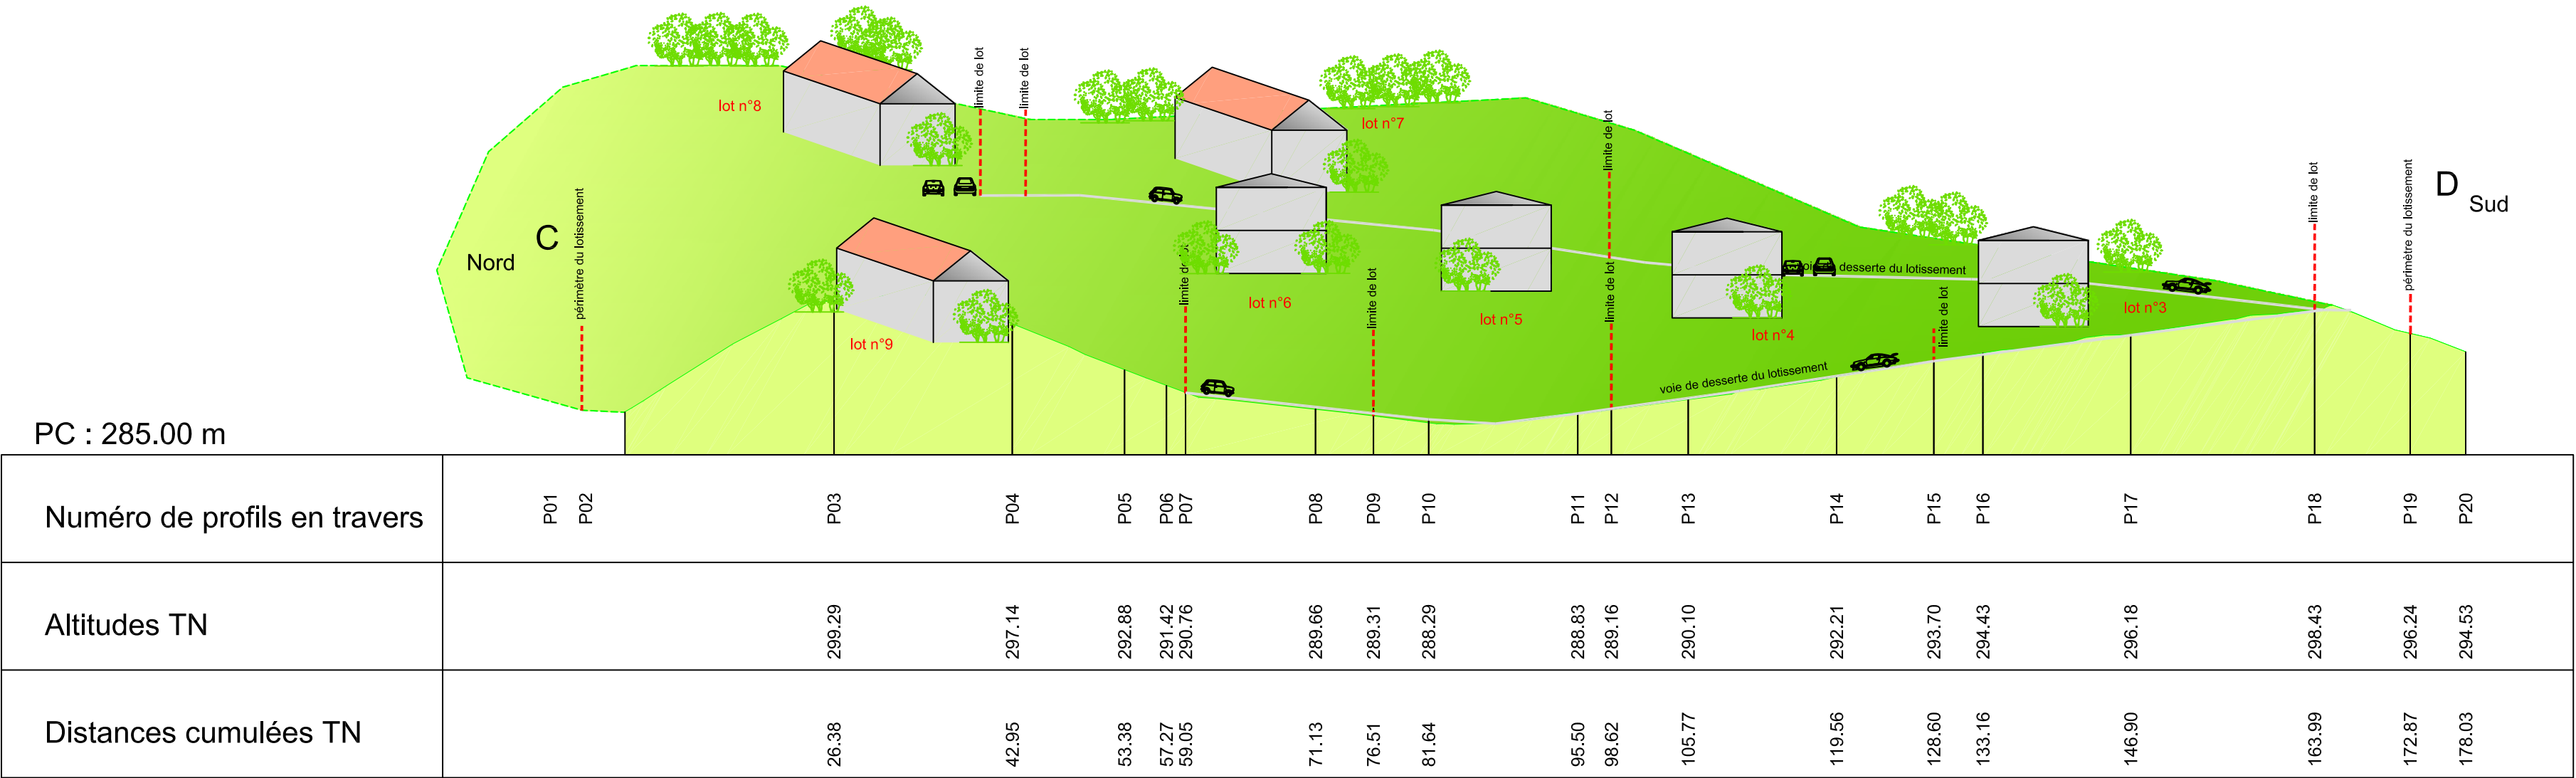 limite de lot
limite de lot
lot n°8
lot n°7
limite de lot
limite de lot
périmètre du lotissement
D
Sud
C
Nord
périmètre du lotissement
limite de lot
lot n°6
limite de lot
limite de lot
voie de desserte du lotissement
limite de lot
lot n°3
lot n°5
lot n°4
lot n°9
voie de desserte du lotissement
PC : 285.00 m
Numéro de profils en travers P01 P02 P03 P04 P05 P06 P07 P08 P09 P10 P11 P12 P13 P14 P15 P16 P17 P18 P19 P20
Altitudes TN 299.29 297.14 292.88 291.42 290.76 289.66 289.31 288.29 288.83 289.16 290.10 292.21 293.70 294.43 296.18 298.43 296.24 294.53
Distances cumulées TN 26.38 42.95 53.38 57.27 59.05 71.13 76.51 81.64 95.50 98.62 105.77 119.56 128.60 133.16 146.90 163.99 172.87 178.03